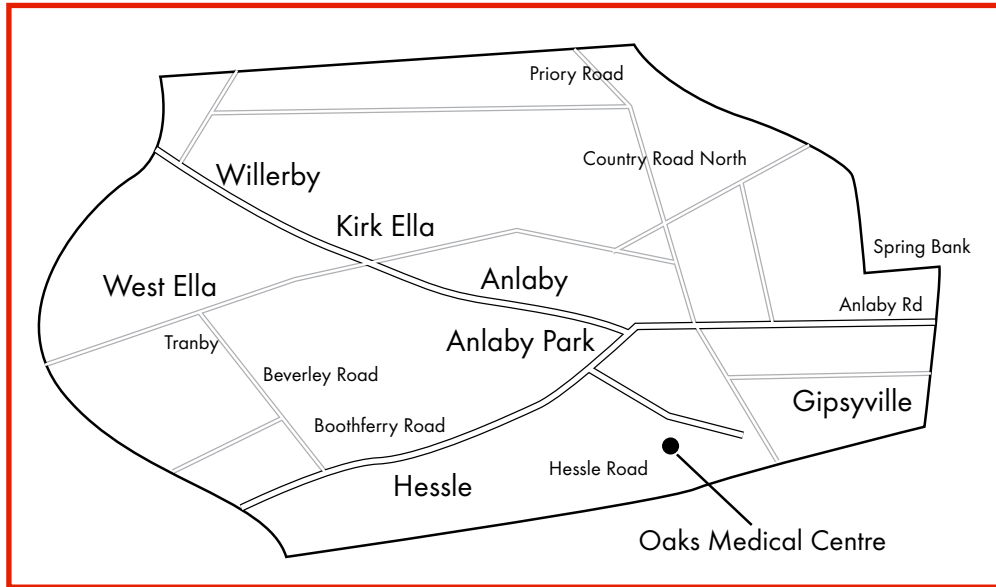 Priory Road
Country Road North
Willerby
Kirk Ella
Spring Bank
West Ella
Anlaby
Anlaby Rd
Tranby
Anlaby Park
Beverley Road
Gipsyville
Boothferry Road
Hessle Road
Hessle
Oaks Medical Centre